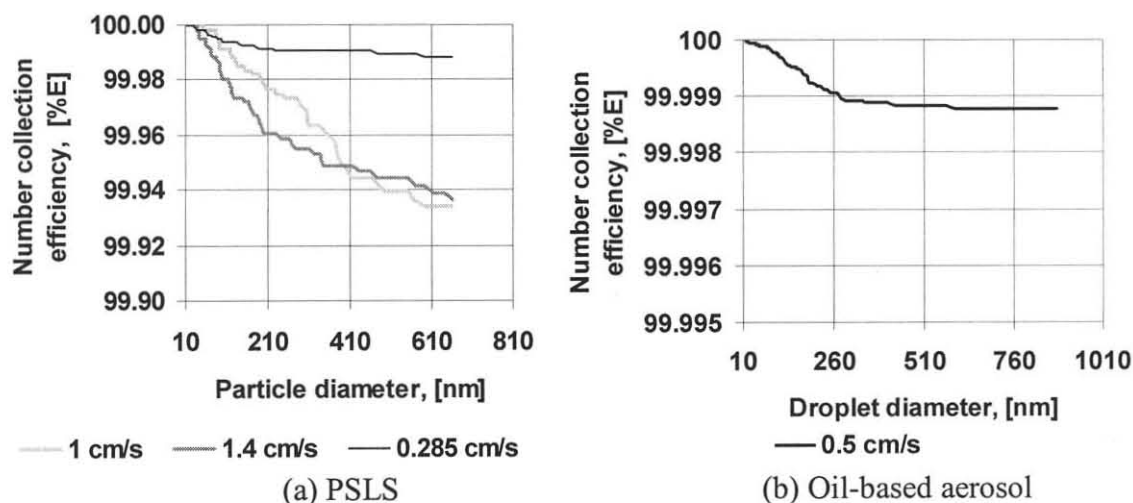 Number collection
efficiency, [%E]
100.00
99.98
99.96
99.94
99.92
99.90
10 210 410 610 810
Particle diameter, [nm]
1 cm/s 1.4 cm/s 0.285 cm/s
(a) PSLS
Number collection
efficiency, [%E]
100
99.999
99.998
99.997
99.996
99.995
10 260 510 760 1010
Droplet diameter, [nm]
0.5 cm/s
(b) Oil-based aerosol